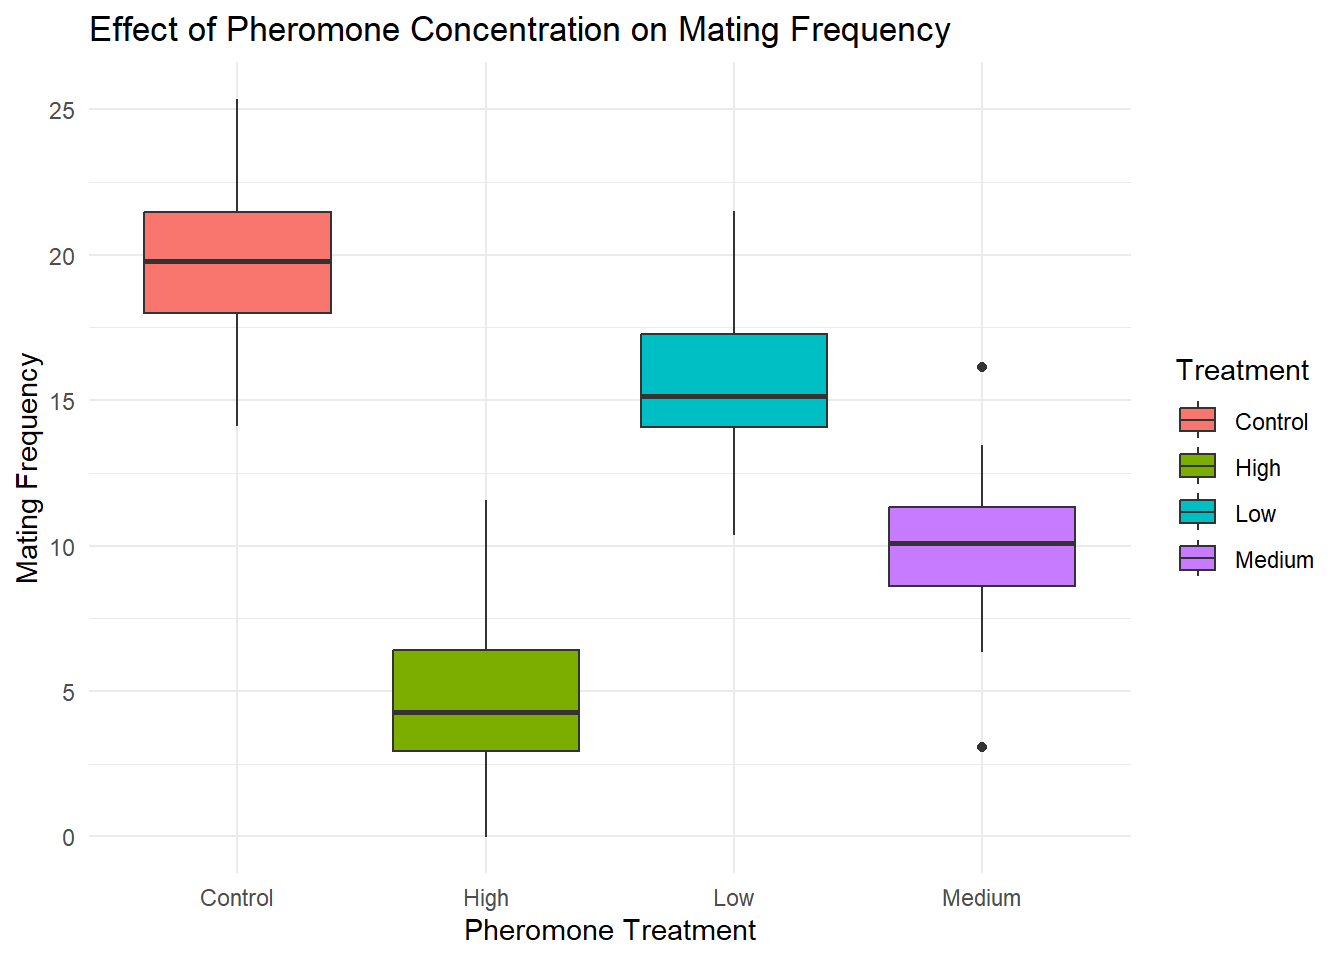 Effect of Pheromone Concentration on Mating Frequency
Mating Frequency
25
20
15
10
5
0
Control
High
Low
Medium
Pheromone Treatment
Treatment
Control
High
Low
Medium